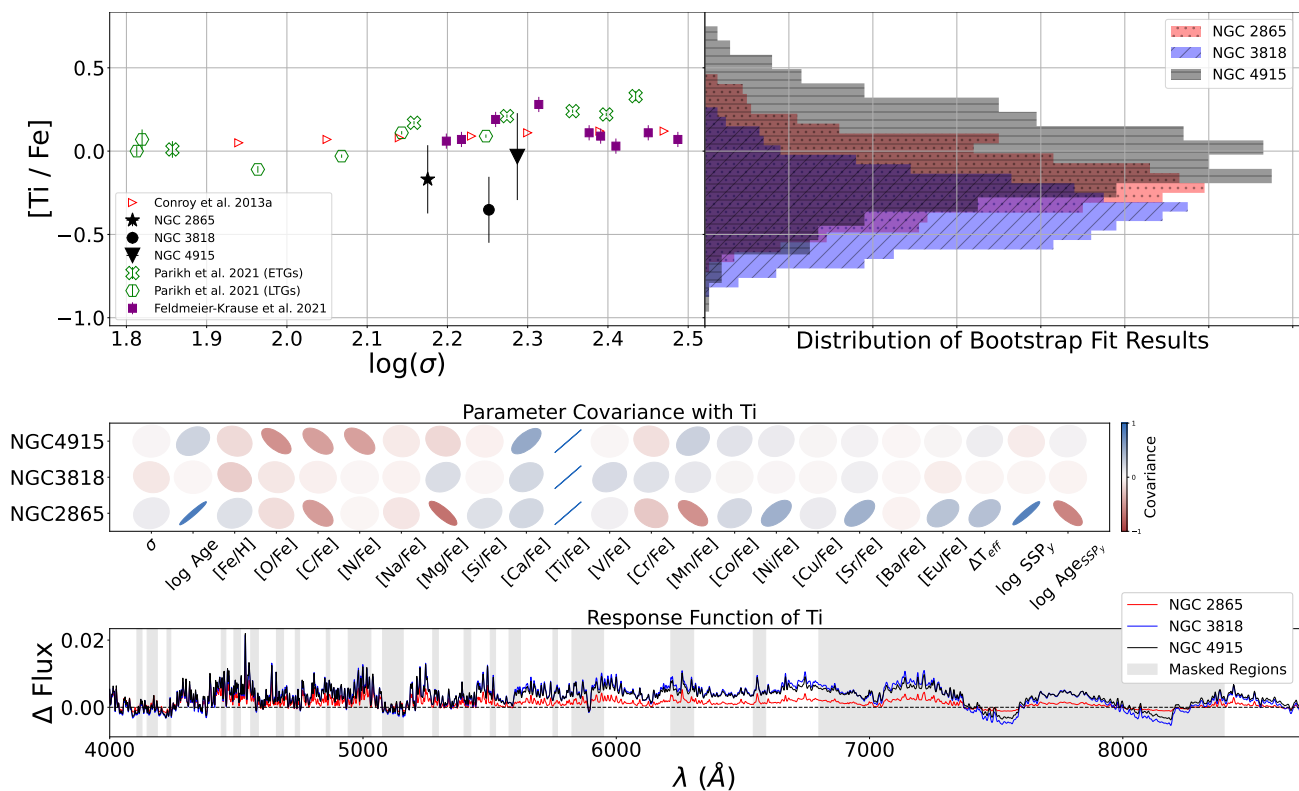 [Ti / Fe]
0.5
0.0
−0.5
−1.0
Conroy et al. 2013a
NGC 2865
NGC 3818
NGC 4915
Parikh et al. 2021 (ETGs)
Parikh et al. 2021 (LTGs)
Feldmeier-Krause et al. 2021
1.8 1.9 2.0 2.1 2.2 2.3 2.4 2.5
log(σ)
NGC 2865
NGC 3818
NGC 4915
Distribution of Bootstrap Fit Results
Parameter Covariance with Ti
NGC4915
NGC3818
NGC2865
1
0
−1
Covariance
σ
log Age
[Fe/H]
[O/Fe]
[C/Fe]
[N/Fe]
[Na/Fe]
[Mg/Fe]
[Si/Fe]
[Ca/Fe]
[Ti/Fe]
[V/Fe]
[Cr/Fe]
[Mn/Fe]
[Co/Fe]
[Ni/Fe]
[Cu/Fe]
[Sr/Fe]
[Ba/Fe]
[Eu/Fe]
ΔTeff
log SSPy
log AgeSSPy
Response Function of Ti
NGC 2865
NGC 3818
NGC 4915
Masked Regions
Δ Flux
0.02
0.00
4000 5000 6000 7000 8000
λ (Å)